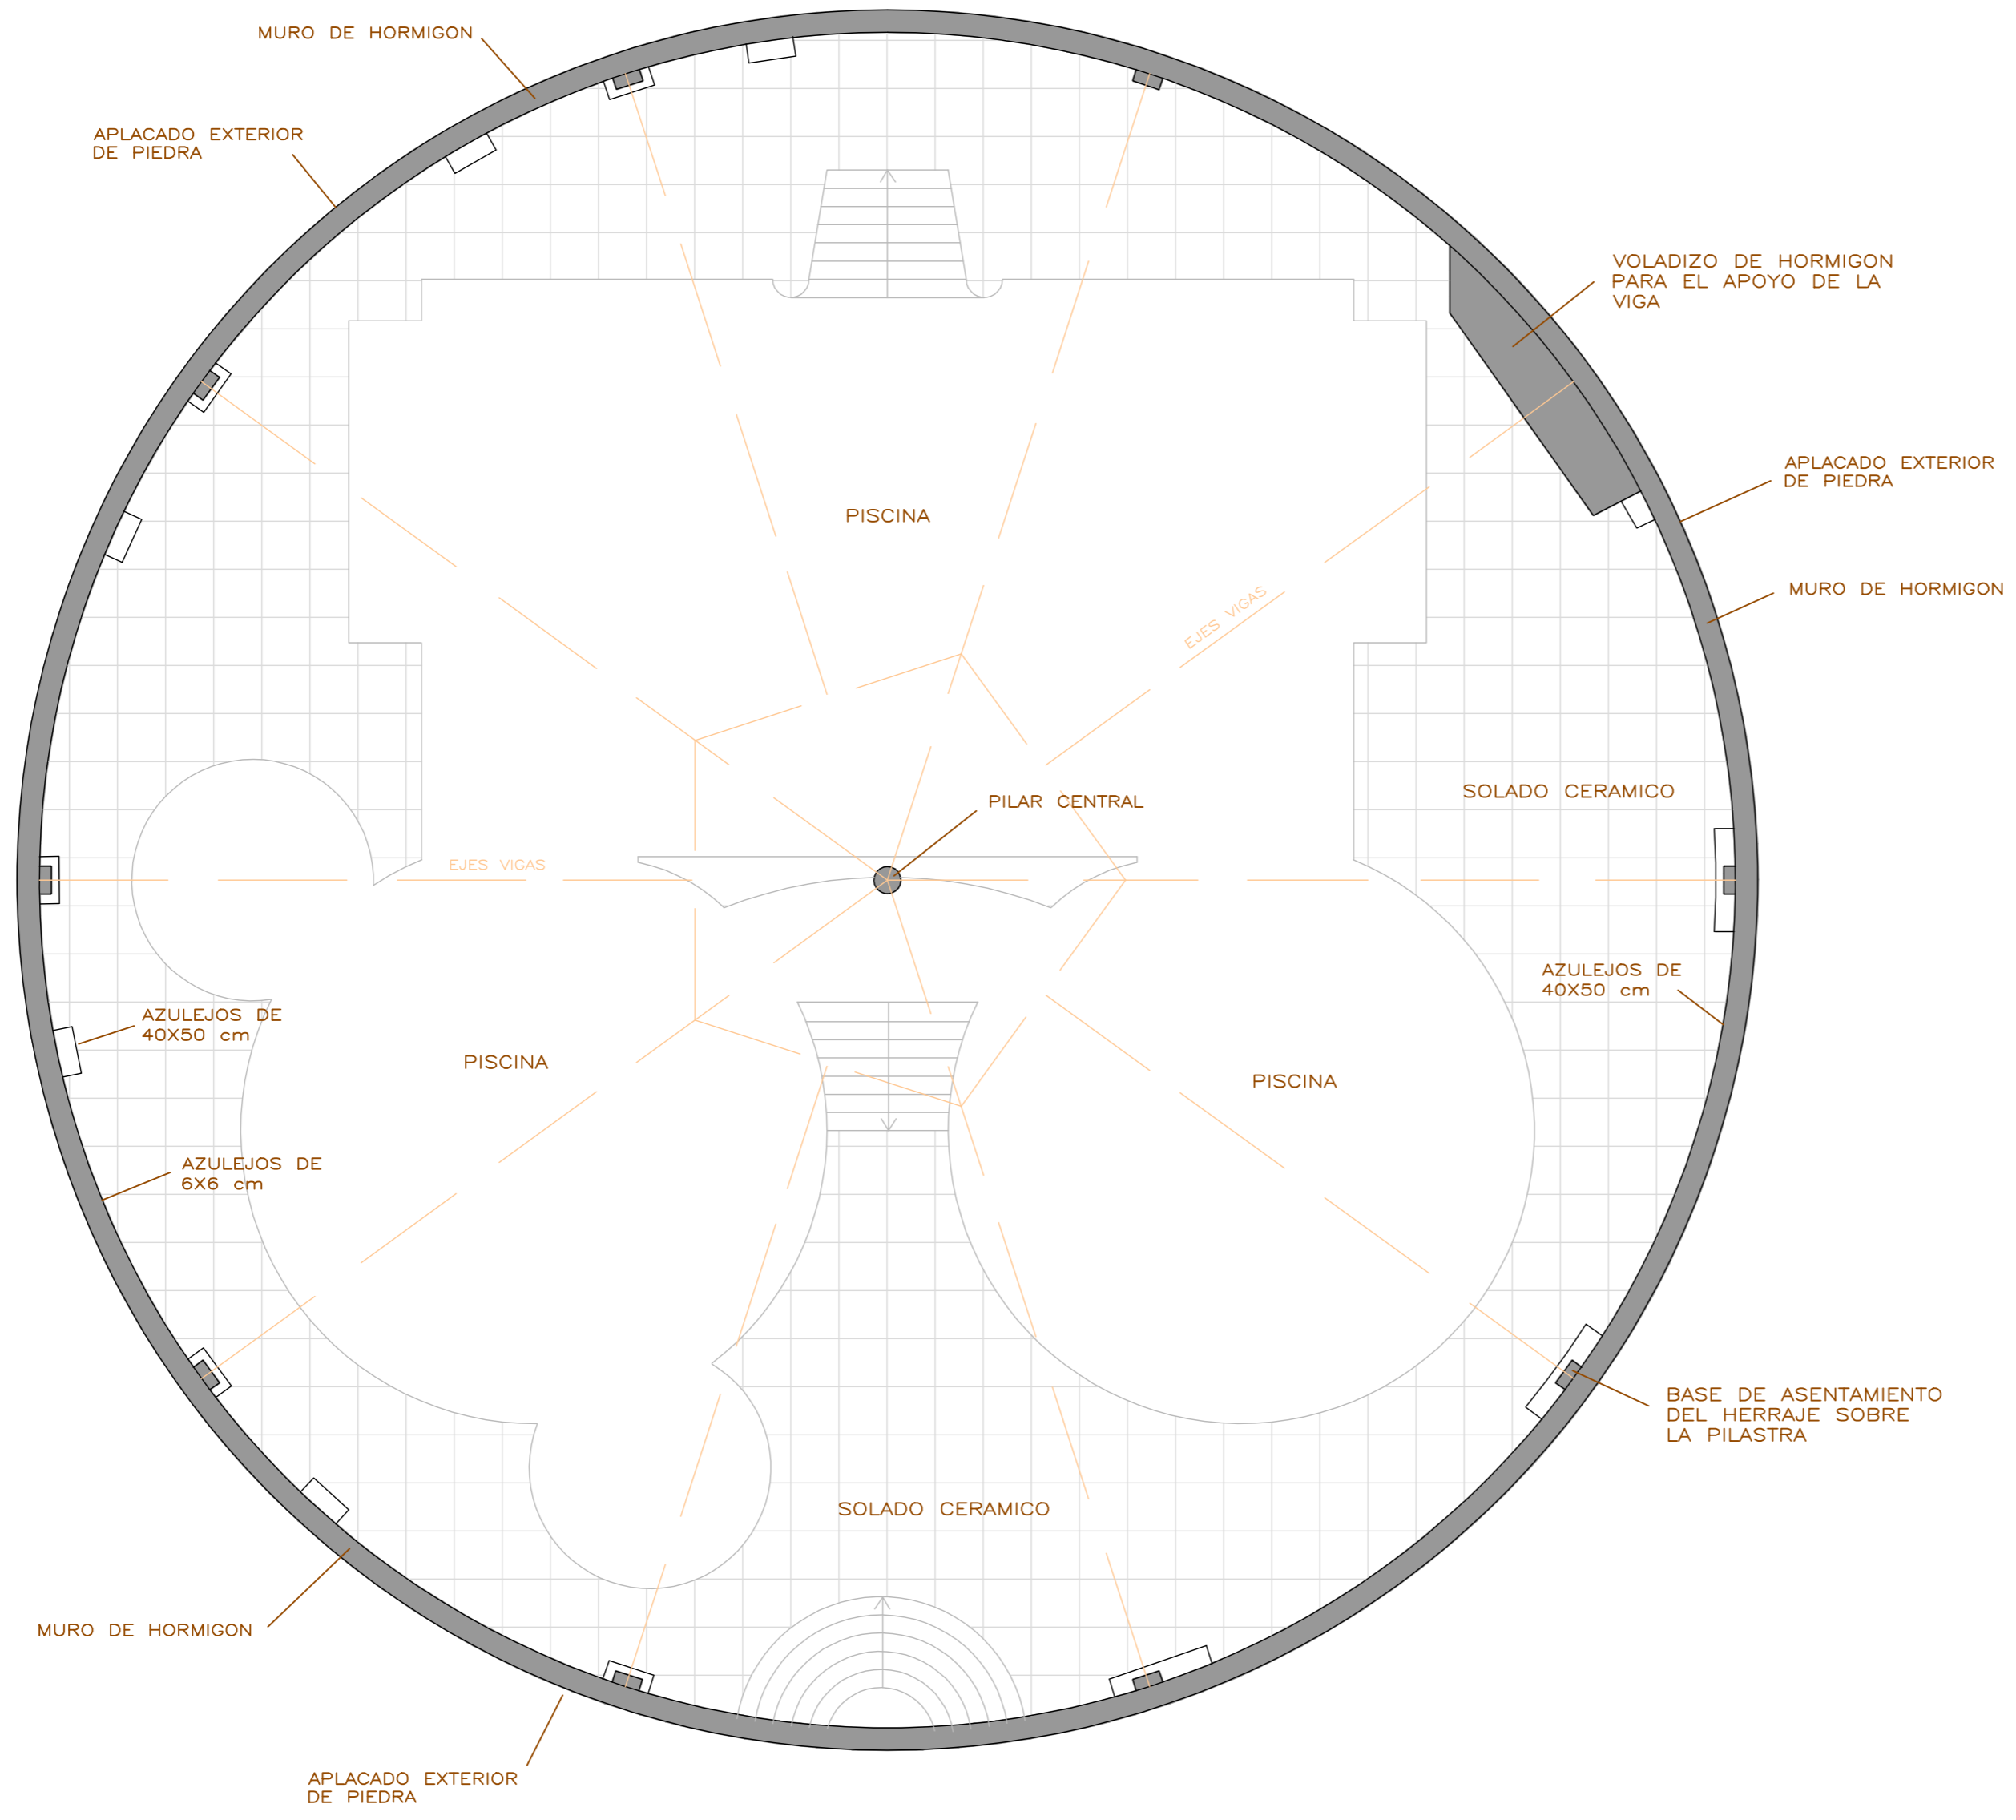 MURO DE HORMIGON
APLACADO EXTERIOR
DE PIEDRA
VOLADIZO DE HORMIGON
PARA EL APOYO DE LA
VIGA
APLACADO EXTERIOR
DE PIEDRA
PISCINA
MURO DE HORMIGON
EJES VIGAS
SOLADO CERAMICO
PILAR CENTRAL
EJES VIGAS
AZULEJOS DE
40X50 cm
AZULEJOS DE
40X50 cm
PISCINA
PISCINA
AZULEJOS DE
6X6 cm
BASE DE ASENTAMIENTO
DEL HERRAJE SOBRE
LA PILASTRA
SOLADO CERAMICO
MURO DE HORMIGON
APLACADO EXTERIOR
DE PIEDRA